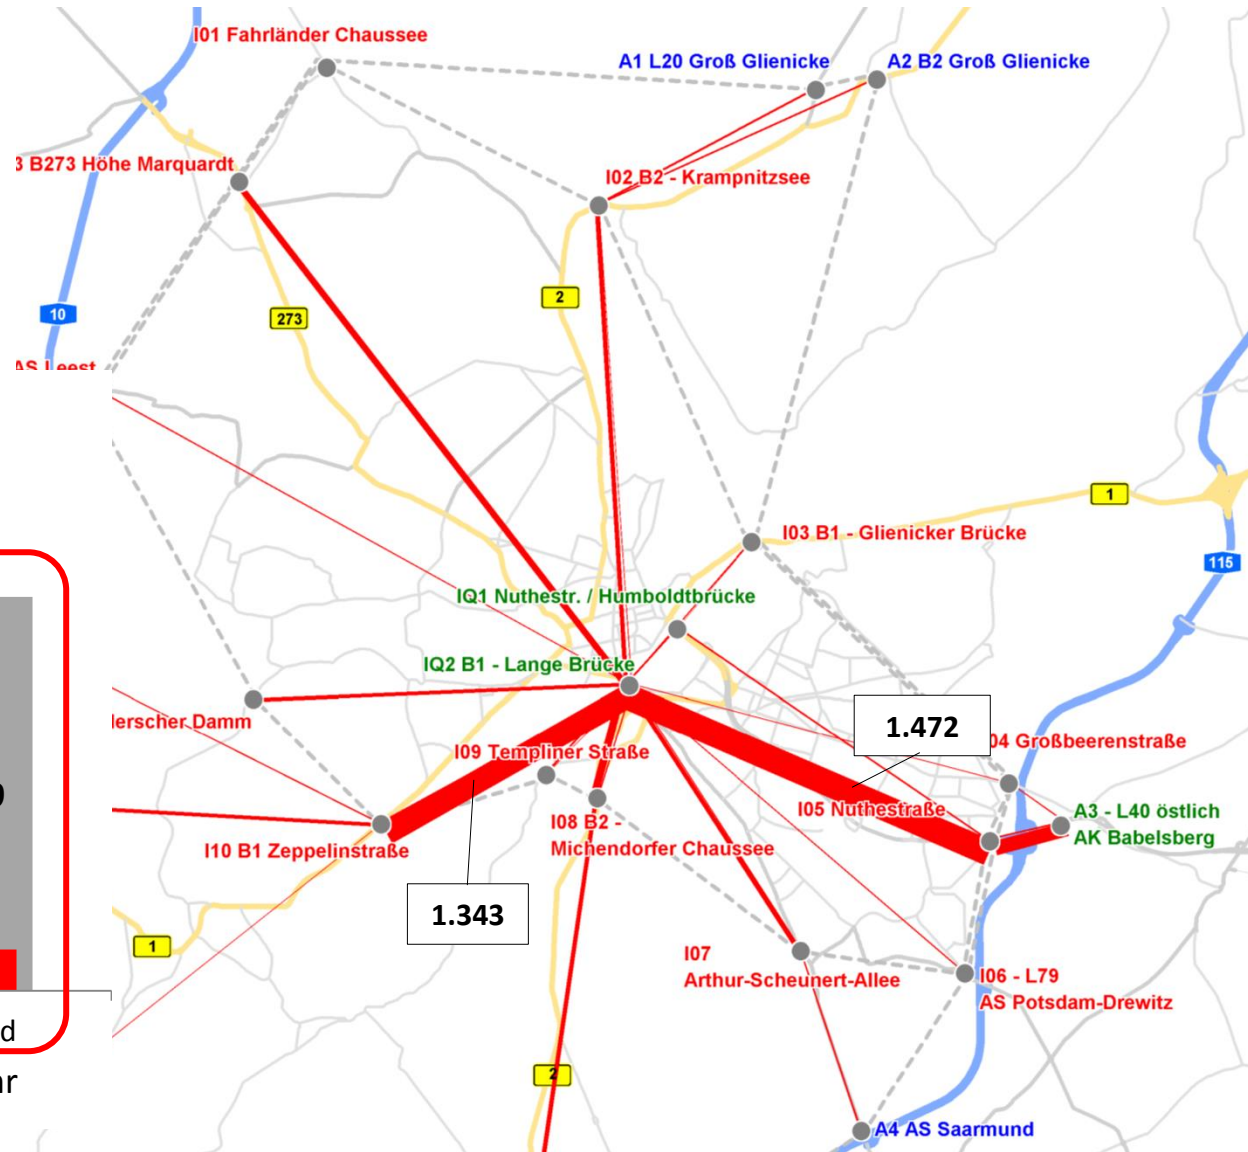 I01 Fahrländer Chaussee
A1 L20 Groß Glienicke
A2 B2 Groß Glienicke
3 B273 Höhe Marquardt
I02 B2 - Krampnitzsee
10
273
2
AS Leest
1
I03 B1 - Glienicker Brücke
115
IQ1 Nuthestr. / Humboldtbrücke
IQ2 B1 - Lange Brücke
lerscher Damm
1.472
04 Großbeerenstraße
I09 Templiner Straße
I05 Nuthestraße
A3 - L40 östlich
AK Babelsberg
I08 B2 -
Michendorfer Chaussee
I10 B1 Zeppelinstraße
1.343
1
I07
Arthur-Scheunert-Allee
I06 - L79
AS Potsdam-Drewitz
d
hr
2
A4 AS Saarmund